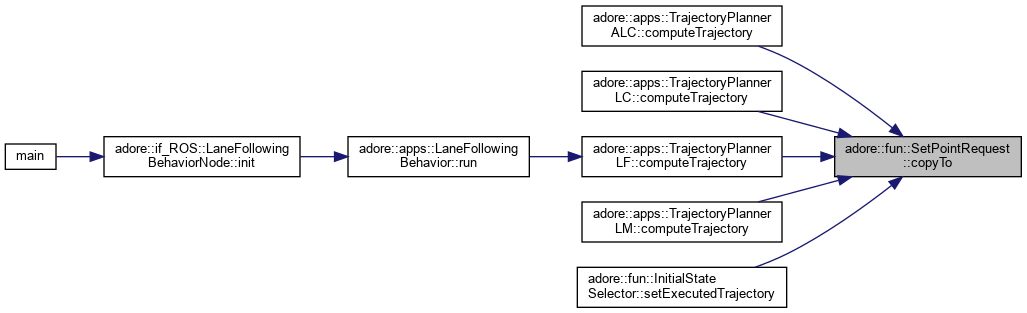 adore::apps::TrajectoryPlanner
ALC::computeTrajectory
adore::apps::TrajectoryPlanner
LC::computeTrajectory
main
adore::if_ROS::LaneFollowing
BehaviorNode::init
adore::apps::LaneFollowing
Behavior::run
adore::apps::TrajectoryPlanner
LF::computeTrajectory
adore::fun::SetPointRequest
::copyTo
adore::apps::TrajectoryPlanner
LM::computeTrajectory
adore::fun::InitialState
Selector::setExecutedTrajectory